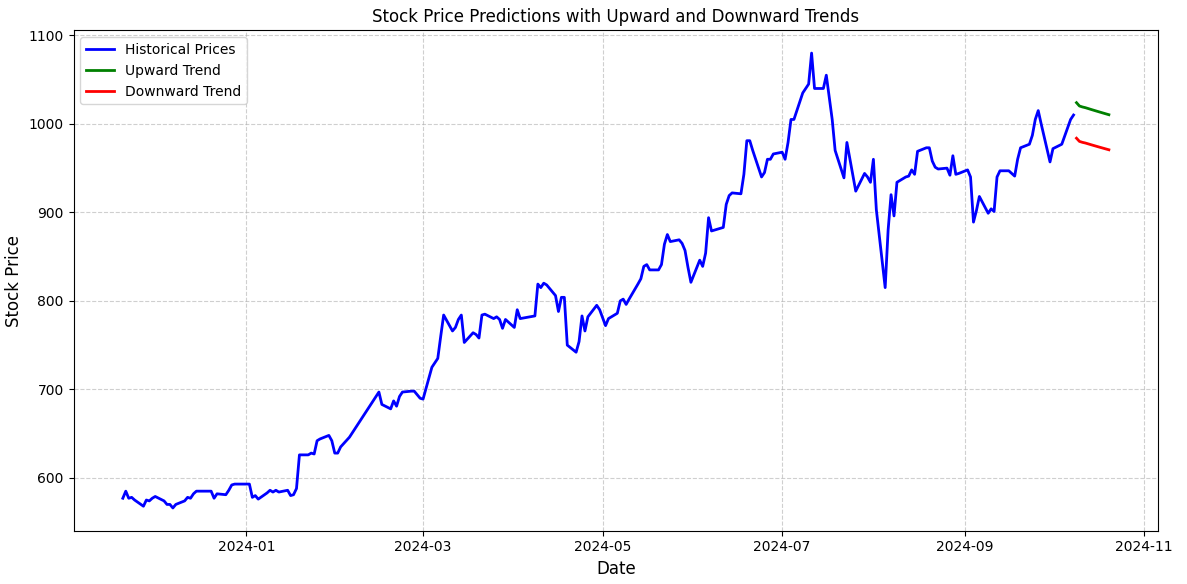 Stock Price Predictions with Upward and Downward Trends
Historical Prices
Upward Trend
Downward Trend
1100
1000
900
800
700
600
Stock Price
2024-01
2024-03
2024-05
2024-07
2024-09
2024-11
Date